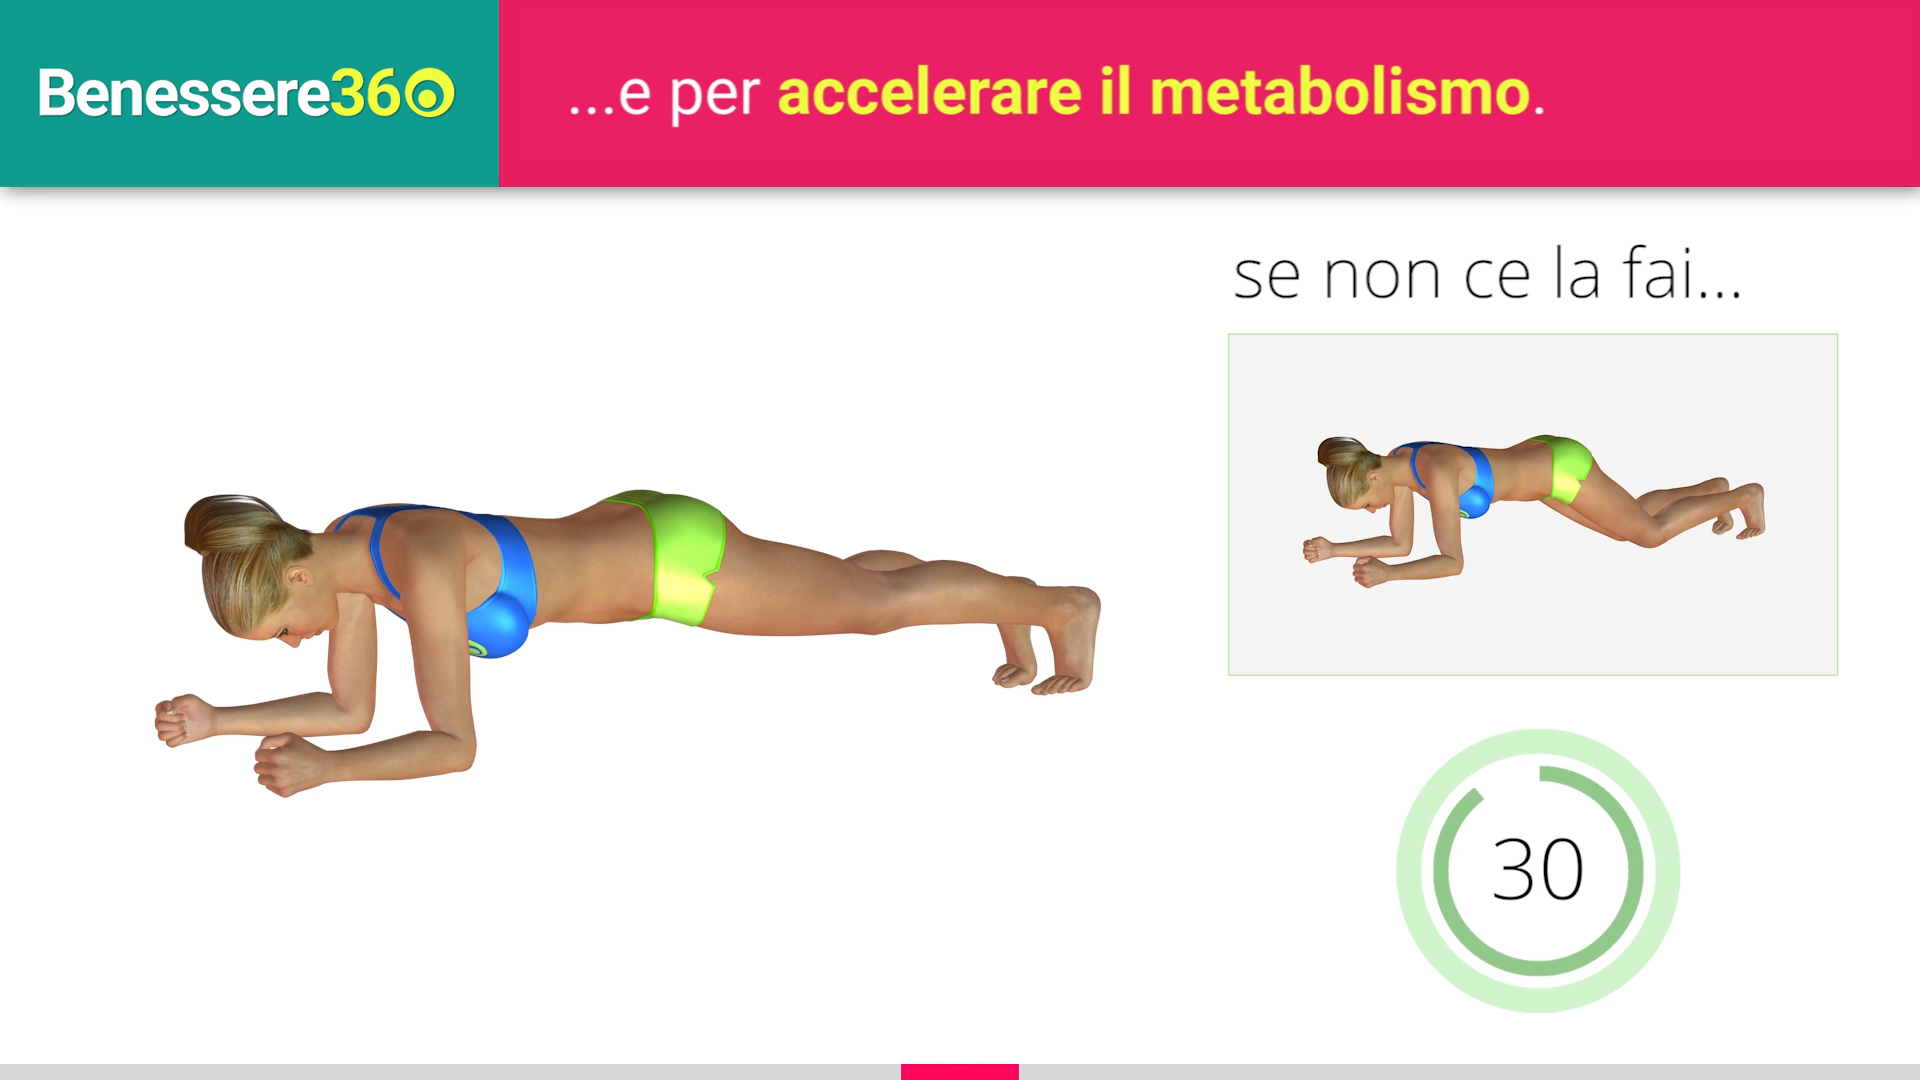 Benessere360
...e per accelerare il metabolismo.
se non ce la fai...
30